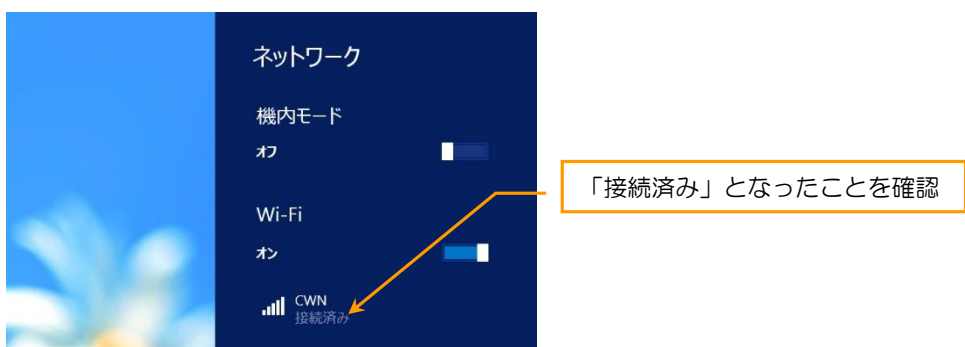 ネットワーク
機内モード
オフ
Wi-Fi
オン
CWN
接続済み
「接続済み」となったことを確認